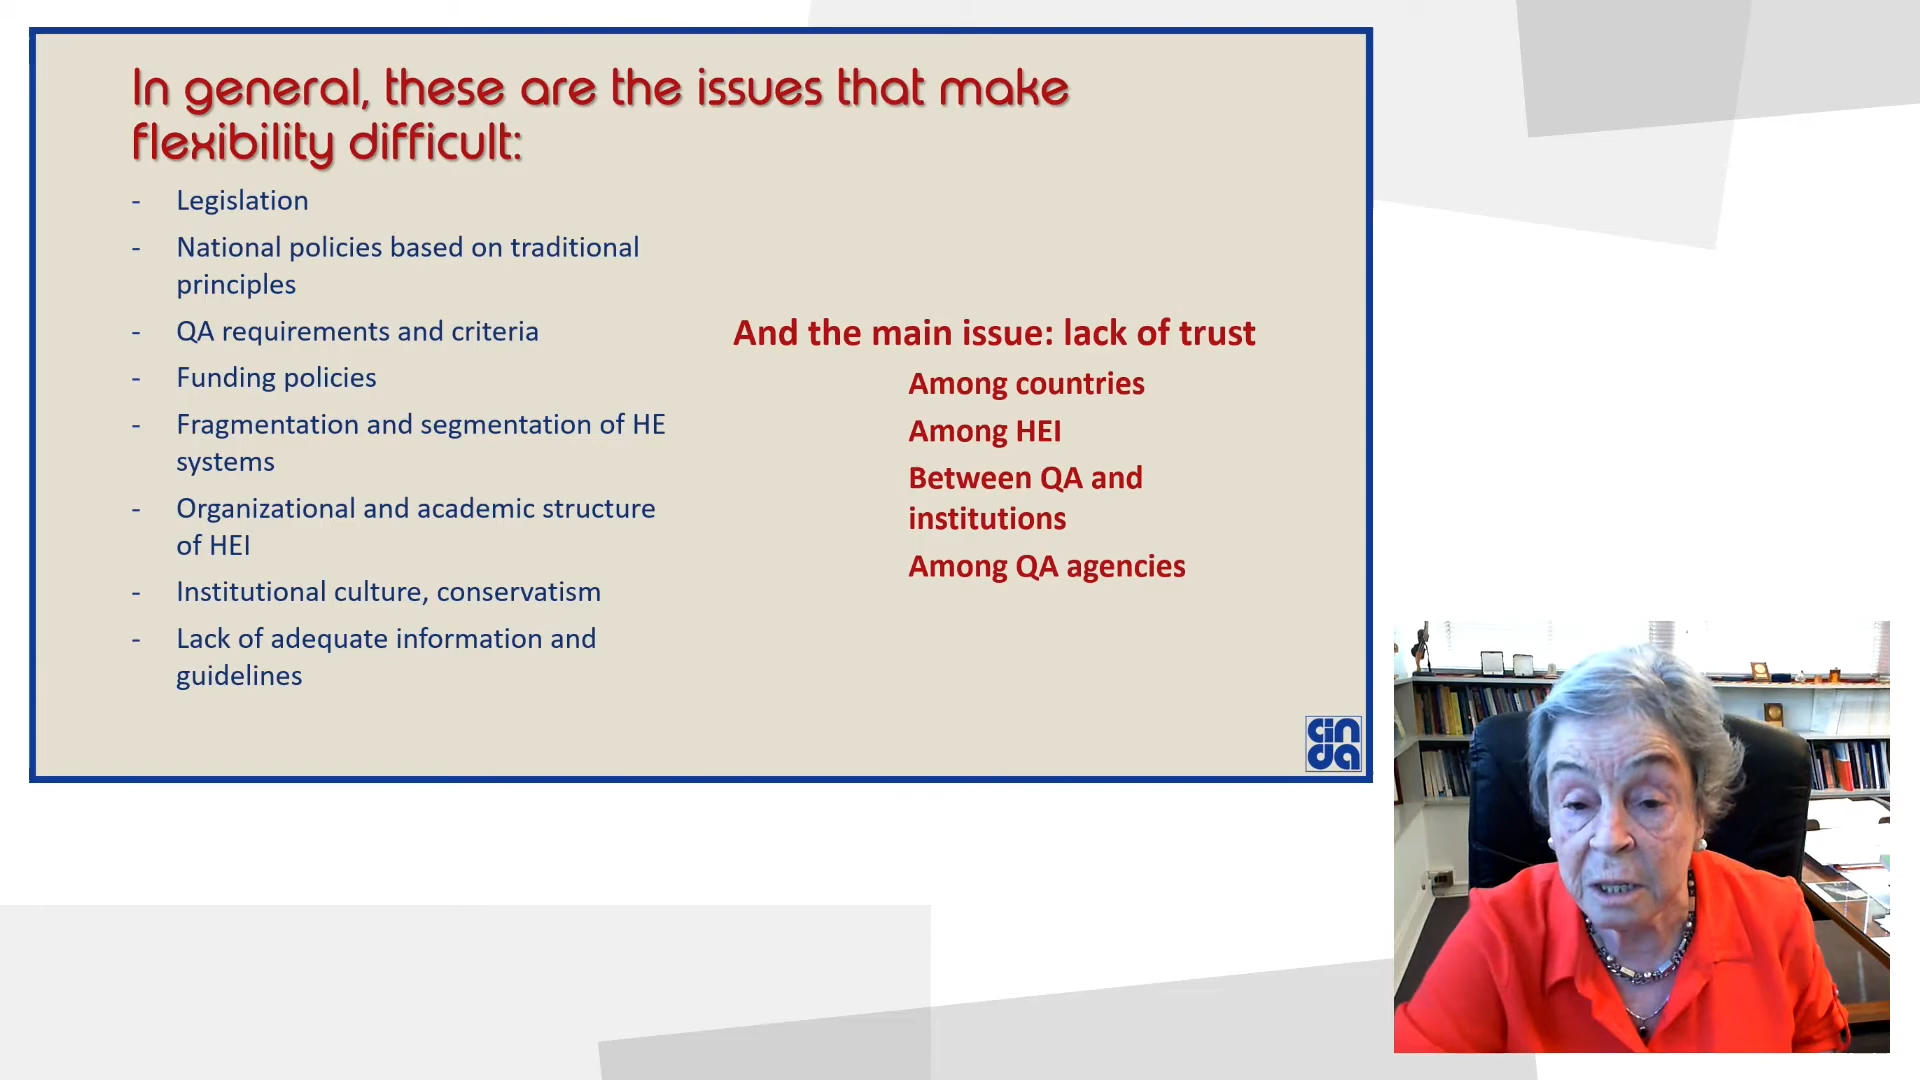 In general, these are the issues that make
flexibility difficult:
- Legislation
- National policies based on traditional
principles
- QA requirements and criteria
- Funding policies
- Fragmentation and segmentation of HE
systems
- Organizational and academic structure
of HEI
- Institutional culture, conservatism
- Lack of adequate information and
guidelines
And the main issue: lack of trust
Among countries
Among HEI
Between QA and
institutions
Among QA agencies
cin
da